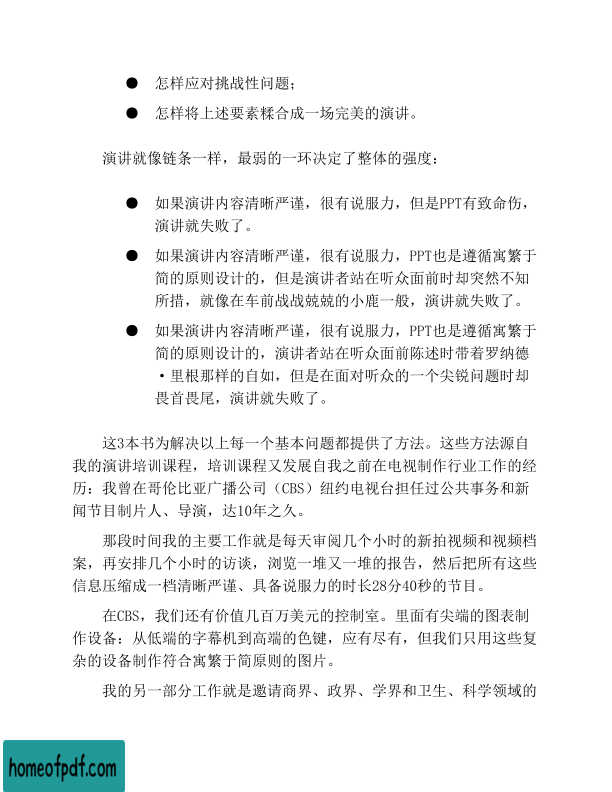 ● 怎样应对挑战性问题；
● 怎样将上述要素糅合成一场完美的演讲。
演讲就像链条一样，最弱的一环决定了整体的强度：
● 如果演讲内容清晰严谨，很有说服力，但是PPT有致命伤，
演讲就失败了。
● 如果演讲内容清晰严谨，很有说服力，PPT也是遵循寓繁于
简的原则设计的，但是演讲者站在听众面前时却突然不知
所措，就像在车前战战兢兢的小鹿一般，演讲就失败了。
● 如果演讲内容清晰严谨，很有说服力，PPT也是遵循寓繁于
简的原则设计的，演讲者站在听众面前陈述时带着罗纳德
·里根那样的自如，但是在面对听众的一个尖锐问题时却
畏首畏尾，演讲就失败了。
这3本书为解决以上每一个基本问题都提供了方法。这些方法源自
我的演讲培训课程，培训课程又发展自我之前在电视制作行业工作的经
历：我曾在哥伦比亚广播公司（CBS）纽约电视台担任过公共事务和新
闻节目制片人、导演，达10年之久。
那段时间我的主要工作就是每天审阅几个小时的新拍视频和视频档
案，再安排几个小时的访谈，浏览一堆又一堆的报告，然后把所有这些
信息压缩成一档清晰严谨、具备说服力的时长28分40秒的节目。
在CBS，我们还有价值几百万美元的控制室。里面有尖端的图表制
作设备：从低端的字幕机到高端的色键，应有尽有，但我们只用这些复
杂的设备制作符合寓繁于简原则的图片。
我的另一部分工作就是邀请商界、政界、学界和卫生、科学领域的
homeofpdf.com